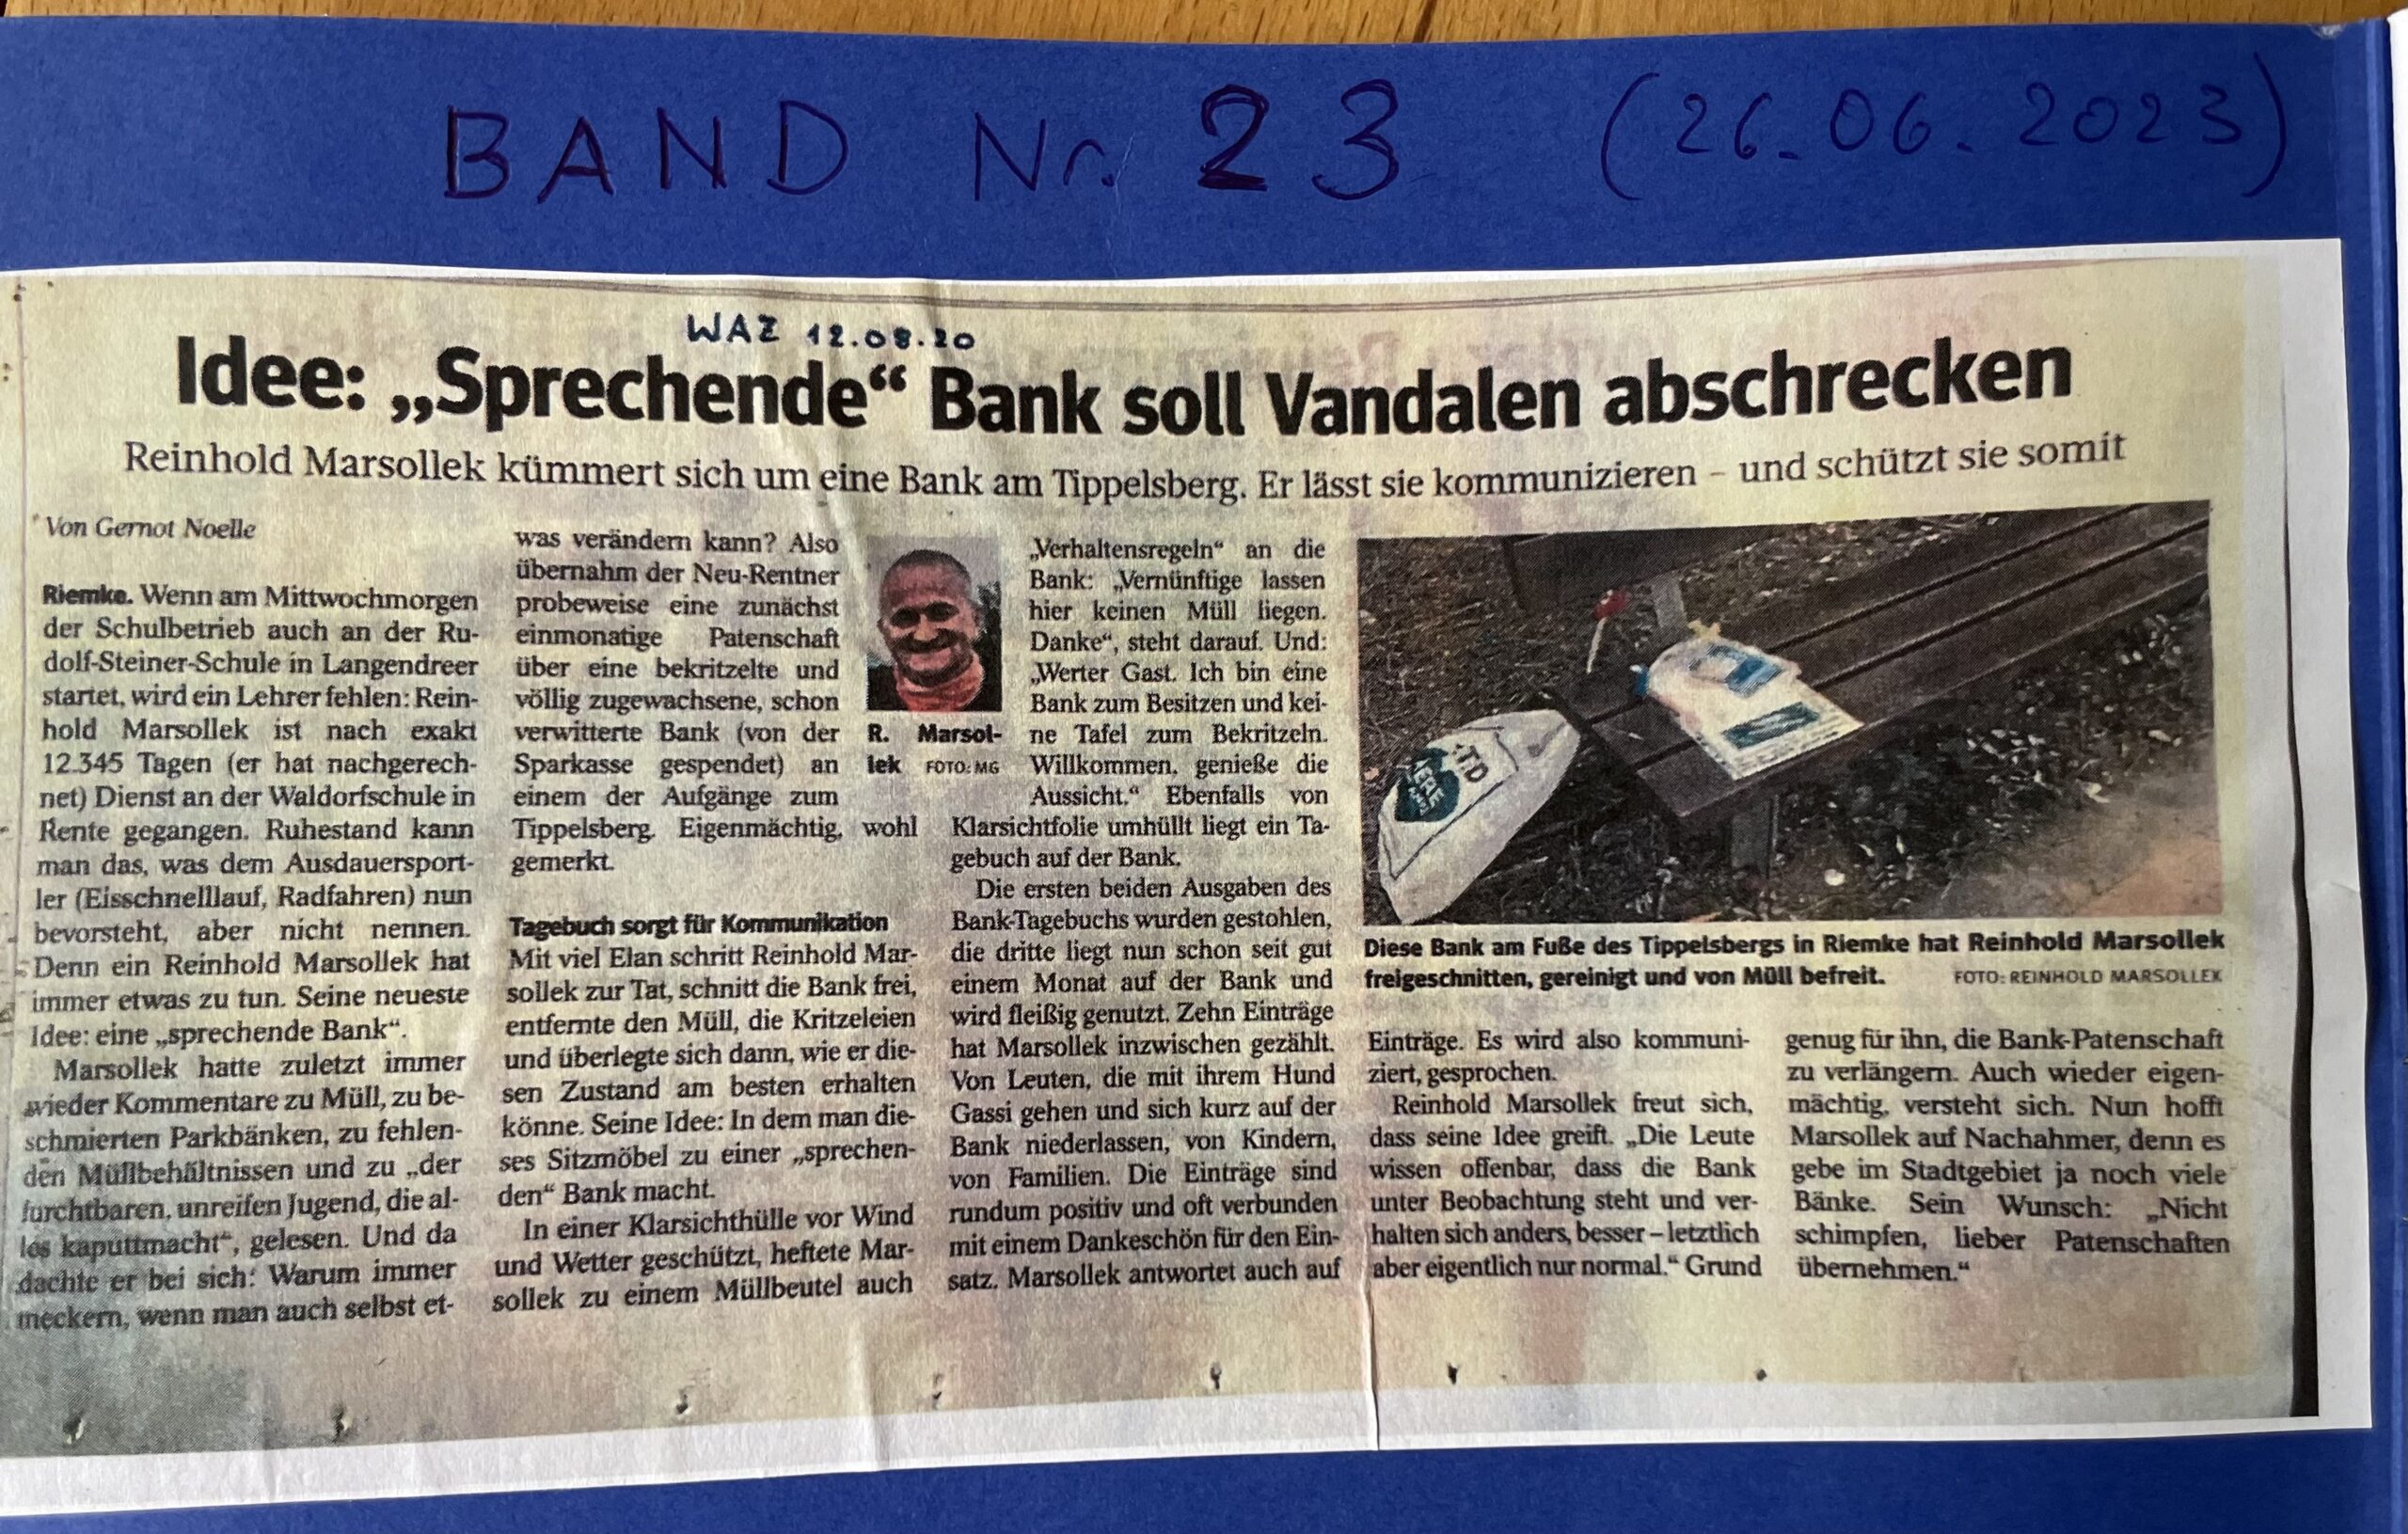 BAND Nr. 23 (26.06.2023)
WAZ 12.08.20
Idee: „Sprechende“ Bank soll Vandalen abschrecken
Reinhold Marsollek kümmert sich um eine Bank am Tippelsberg. Er lässt sie kommunizieren – und schützt sie somit
Von Gernot Noelle
Riemke. Wenn am Mittwochmorgen
der Schulbetrieb auch an der Ru-
dolf-Steiner-Schule in Langendreer
startet, wird ein Lehrer fehlen: Rein-
hold Marsollek ist nach exakt
12.345 Tagen (er hat nachgerech-
net) Dienst an der Waldorfschule in
Rente gegangen. Ruhestand kann
man das, was dem Ausdauersport-
ler (Eisschnelllauf, Radfahren) nun
bevorsteht, aber nicht nennen.
Denn ein Reinhold Marsollek hat
immer etwas zu tun. Seine neueste
Idee: eine „sprechende Bank“.
Marsollek hatte zuletzt immer
wieder Kommentare zu Müll, zu be-
schmierten Parkbänken, zu fehlen-
den Müllbehältnissen und zu „der
furchtbaren, unreifen Jugend, die al-
les kaputtmacht“, gelesen. Und da
dachte er bei sich: Warum immer
meckern, wenn man auch selbst et-
was verändern kann? Also
übernahm der Neu-Rentner
probeweise eine zunächst
einmonatige Patenschaft
über eine bekritzelte und
völlig zugewachsene, schon
verwitterte Bank (von der
Sparkasse gespendet) an
einem der Aufgänge zum
Tippelsberg. Eigenmächtig, wohl
gemerkt.
Tagebuch sorgt für Kommunikation
Mit viel Elan schritt Reinhold Mar-
sollek zur Tat, schnitt die Bank frei,
entfernte den Müll, die Kritzeleien
und überlegte sich dann, wie er die-
sen Zustand am besten erhalten
könne. Seine Idee: In dem man die-
ses Sitzmöbel zu einer „sprechen-
den“ Bank macht.
In einer Klarsichthülle vor Wind
und Wetter geschützt, heftete Mar-
sollek zu einem Müllbeutel auch
R. Marsol-
lek FOTO: MG
„Verhaltensregeln“ an die
Bank: „Vernünftige lassen
hier keinen Müll liegen.
Danke“, steht darauf. Und:
„Werter Gast. Ich bin eine
Bank zum Besitzen und kei-
ne Tafel zum Bekritzeln.
Willkommen, genieße die
Aussicht.“ Ebenfalls von
Klarsichtfolie umhüllt liegt ein Ta-
gebuch auf der Bank.
Die ersten beiden Ausgaben des
Bank-Tagebuchs wurden gestohlen,
die dritte liegt nun schon seit gut
einem Monat auf der Bank und
wird fleißig genutzt. Zehn Einträge
hat Marsollek inzwischen gezählt.
Von Leuten, die mit ihrem Hund
Gassi gehen und sich kurz auf der
Bank niederlassen, von Kindern,
von Familien. Die Einträge sind
rundum positiv und oft verbunden
mit einem Dankeschön für den Ein-
satz. Marsollek antwortet auch auf
Diese Bank am Fuße des Tippelsbergs in Riemke hat Reinhold Marsollek
freigeschnitten, gereinigt und von Müll befreit. FOTO: REINHOLD MARSOLLEK
Einträge. Es wird also kommuni-
ziert, gesprochen.
Reinhold Marsollek freut sich,
dass seine Idee greift. „Die Leute
wissen offenbar, dass die Bank
unter Beobachtung steht und ver-
halten sich anders, besser – letztlich
aber eigentlich nur normal.“ Grund
genug für ihn, die Bank-Patenschaft
zu verlängern. Auch wieder eigen-
mächtig, versteht sich. Nun hofft
Marsollek auf Nachahmer, denn es
gebe im Stadtgebiet ja noch viele
Bänke. Sein Wunsch: „Nicht
schimpfen, lieber Patenschaften
übernehmen.“